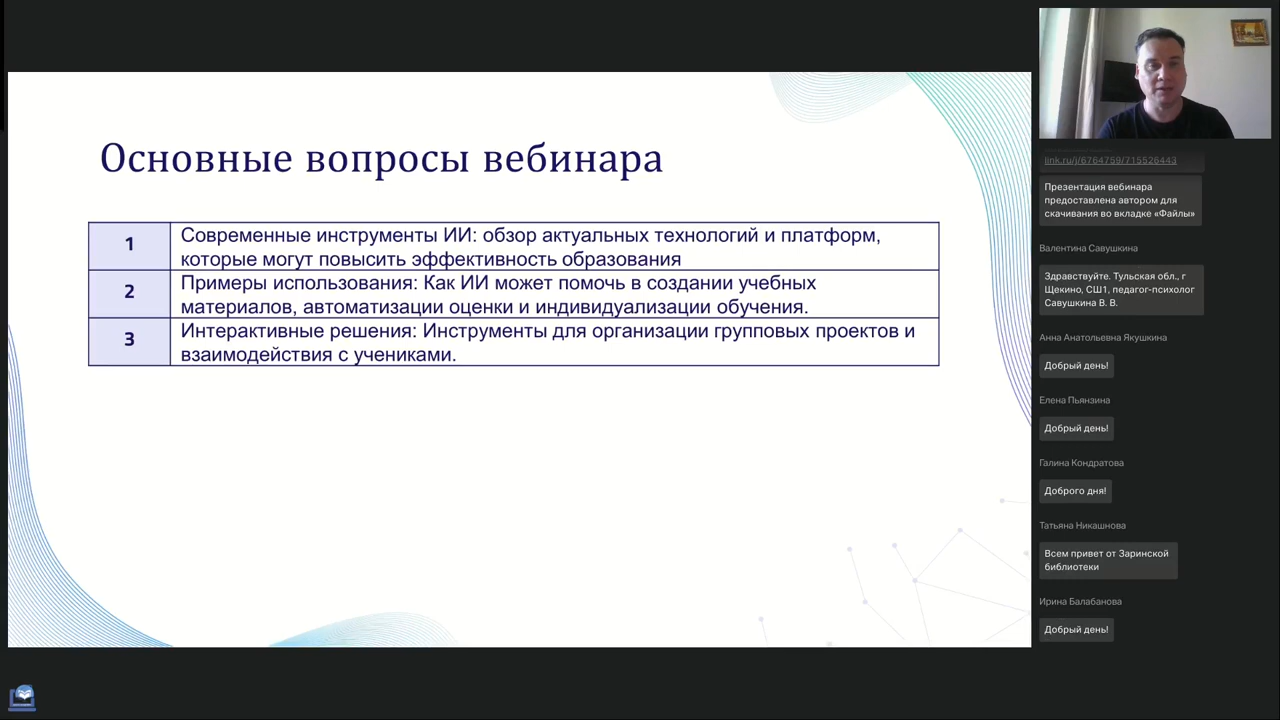 Основные вопросы вебинара
1
Современные инструменты ИИ: обзор актуальных технологий и платформ,
которые могут повысить эффективность образования
2
Примеры использования: Как ИИ может помочь в создании учебных
материалов, автоматизации оценки и индивидуализации обучения.
3
Интерактивные решения: Инструменты для организации групповых проектов и
взаимодействия с учениками.
link.ru/j/6764759/715526443
Презентация вебинара
предоставлена автором для
скачивания во вкладке «Файлы»
Валентина Савушкина
Здравствуйте. Тульская обл., г
Щекино, СШ1, педагог-психолог
Савушкина В. В.
Анна Анатольевна Якушкина
Добрый день!
Елена Пьянзина
Добрый день!
Галина Кондратова
Доброго дня!
Татьяна Никашнова
Всем привет от Заринской
библиотеки
Ирина Балабанова
Добрый день!